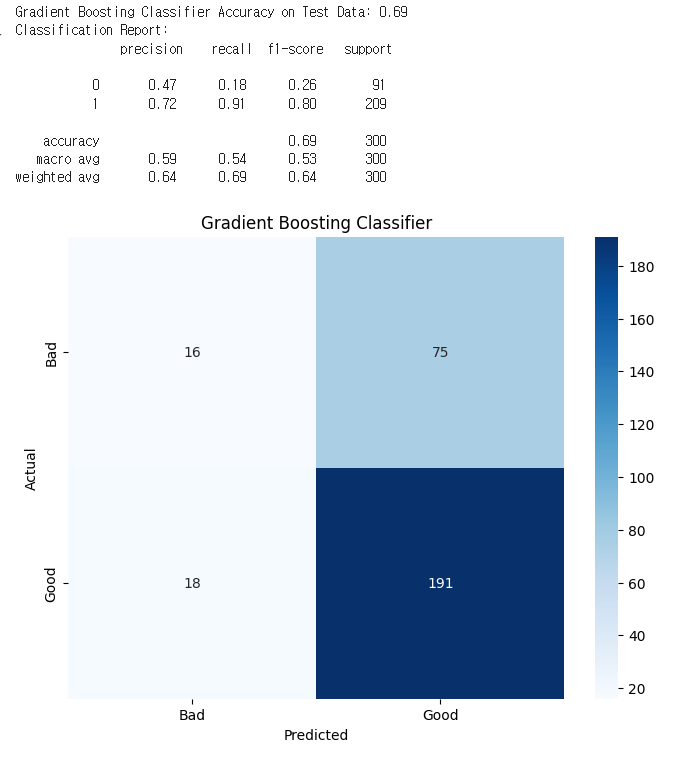 Gradient Boosting Classifier Accuracy on Test Data: 0.69
Classification Report:
precision recall f1-score support
0 0.47 0.18 0.26 91
1 0.72 0.91 0.80 209
accuracy 0.69 300
macro avg 0.59 0.54 0.53 300
weighted avg 0.64 0.69 0.64 300
Gradient Boosting Classifier
Bad
16
75
Actual
Good
18
191
Bad
Good
Predicted
180
160
140
120
100
80
60
40
20